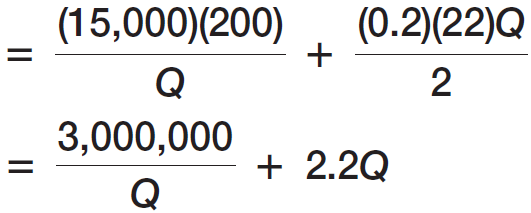 = (15,000)(200)/Q + (0.2)(22)Q/2
= 3,000,000/Q + 2.2Q